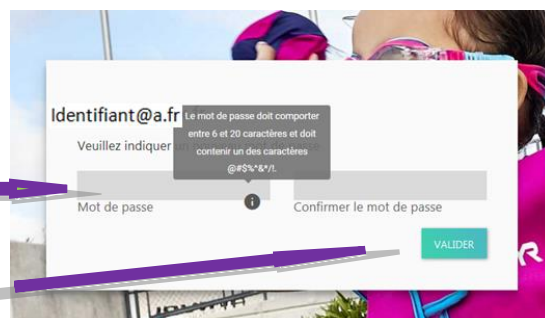 Identifiant@a.fr
Le mot de passe doit comporter
entre 6 et 20 caractères et doit
contenir un des caractères
@#$%*&*/!.
Veuillez indiquer
Mot de passe
Confirmer le mot de passe
VALIDER